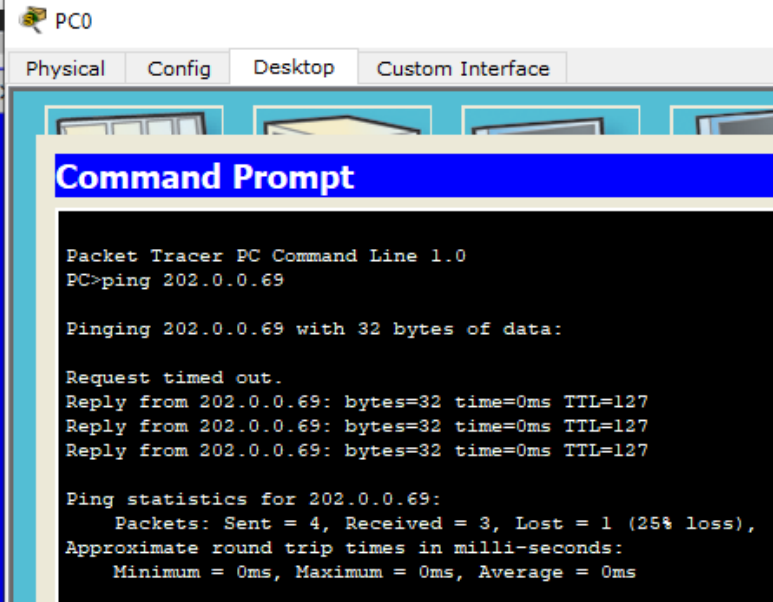 PC0
Physical Config Desktop Custom Interface
Command Prompt
Packet Tracer PC Command Line 1.0
PC>ping 202.0.0.69
Pinging 202.0.0.69 with 32 bytes of data:
Request timed out.
Reply from 202.0.0.69: bytes=32 time=0ms TTL=127
Reply from 202.0.0.69: bytes=32 time=0ms TTL=127
Reply from 202.0.0.69: bytes=32 time=0ms TTL=127
Ping statistics for 202.0.0.69:
Packets: Sent = 4, Received = 3, Lost = 1 (25% loss),
Approximate round trip times in milli-seconds:
Minimum = 0ms, Maximum = 0ms, Average = 0ms